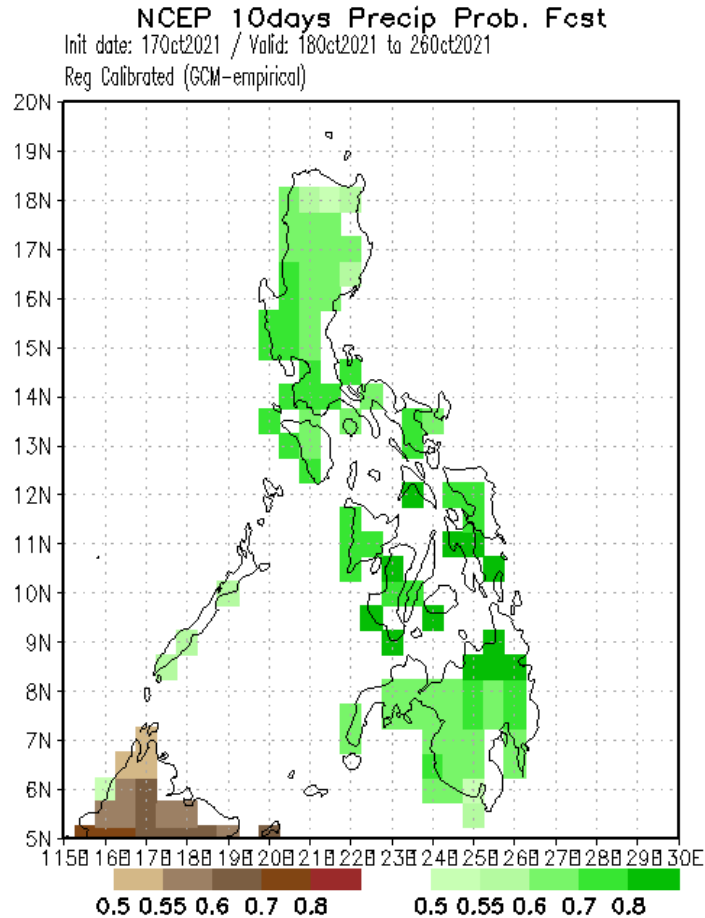 NCEP 10days Precip Prob. Fcst
Init date: 17Oct2021 / Valid: 18Oct2021 to 26Oct2021
Reg Calibrated (GCM-empirical)
20N
19N
18N
17N
16N
15N
14N
13N
12N
11N
10N
9N
8N
7N
6N
5N
115E 116E 117E 118E 119E 120E 121E 122E 123E 124E 125E 126E 127E 128E 129E 130E
0.5 0.55 0.6 0.7 0.8 0.5 0.55 0.6 0.7 0.8